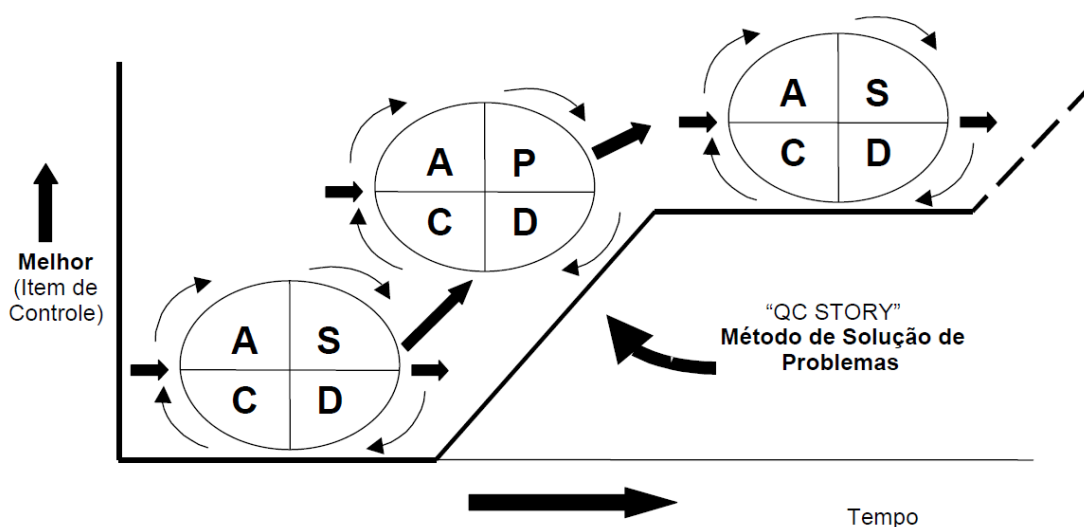 A S
C D
A P
C D
A S
C D
Melhor
(Item de
Controle)
“QC STORY”
Método de Solução de
Problemas
Tempo